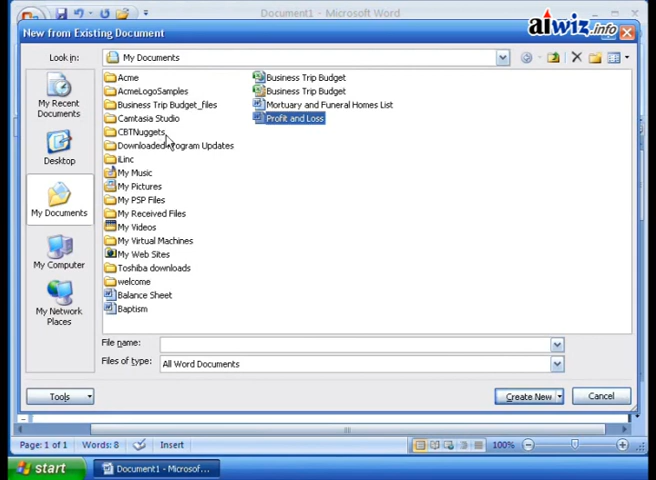 Document1 - Microsoft Word
New from Existing Document
aiwiz.info
Look in:
My Documents
My Recent
Documents
Desktop
My Documents
My Computer
My Network
Places
Acme
AcmeLogoSamples
Business Trip Budget_files
Camtasia Studio
CBTNuggets
Downloaded Program Updates
iLinc
My Music
My Pictures
My PSP Files
My Received Files
My Videos
My Virtual Machines
My Web Sites
Toshiba downloads
welcome
Balance Sheet
Baptism
Business Trip Budget
Business Trip Budget
Mortuary and Funeral Homes List
Profit and Loss
File name:
Files of type:
All Word Documents
Tools
Create New
Cancel
Page: 1 of 1
Words: 8
Insert
100%
start
Document1 - Microsof...